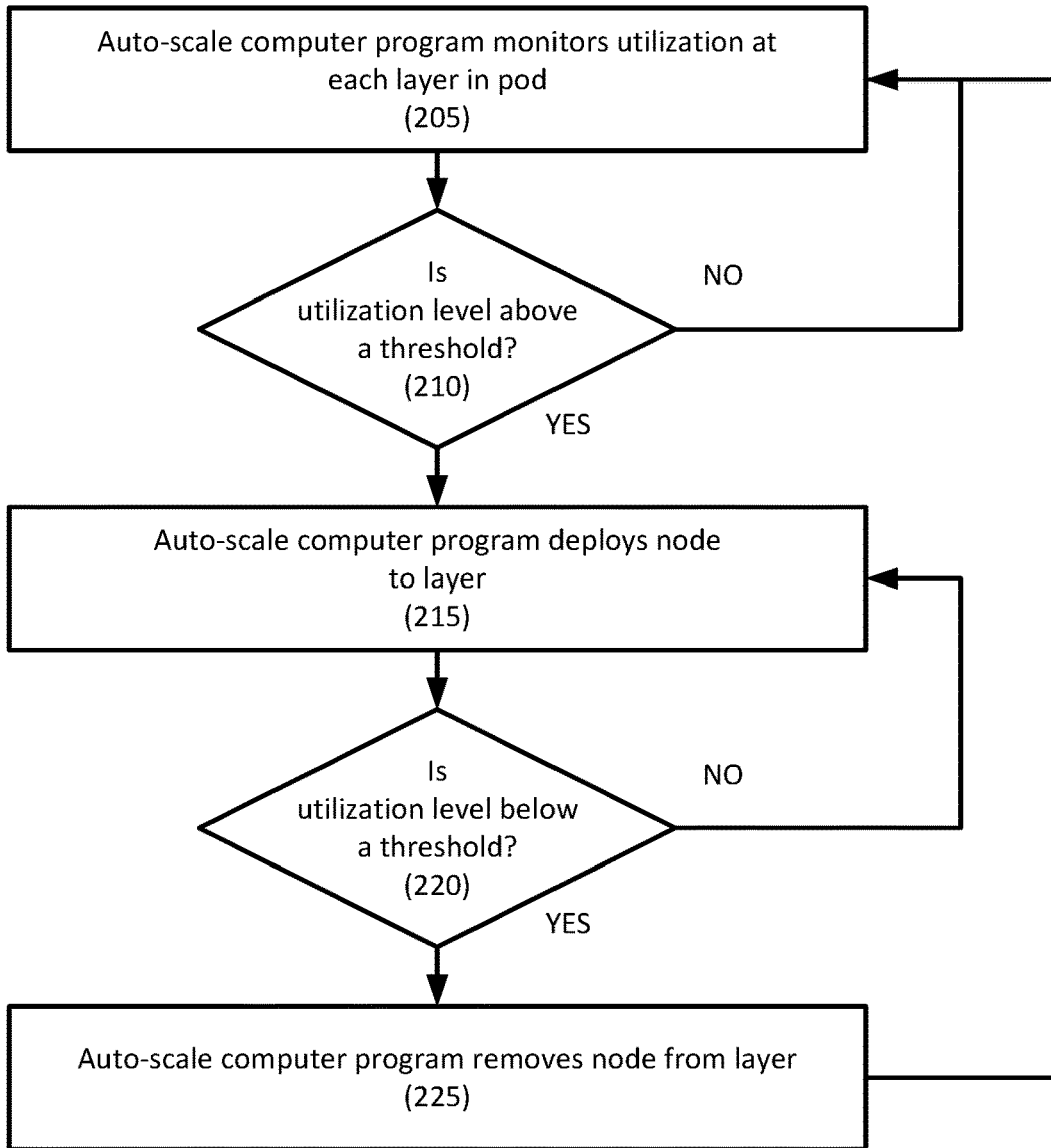 Auto-scale computer program monitors utilization at
each layer in pod
(205)
Is
utilization level above
a threshold?
(210)
NO
YES
Auto-scale computer program deploys node
to layer
(215)
Is
utilization level below
a threshold?
(220)
NO
YES
Auto-scale computer program removes node from layer
(225)